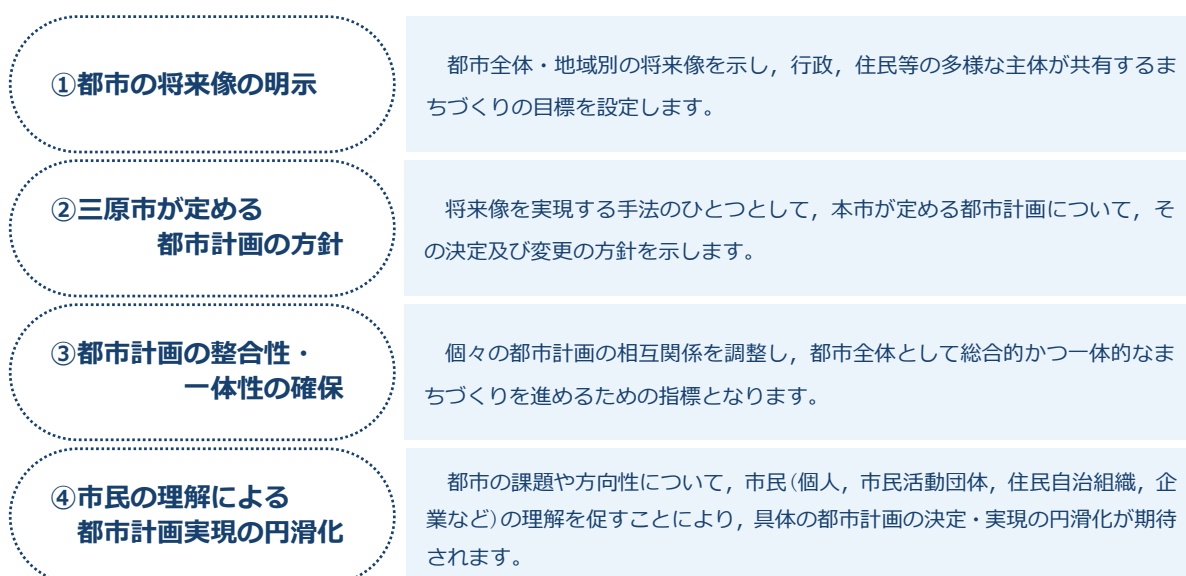 ①都市の将来像の明示
都市全体・地域別の将来像を示し，行政，住民等の多様な主体が共有するま
ちづくりの目標を設定します。
②三原市が定める
都市計画の方針
将来像を実現する手法のひとつとして，本市が定める都市計画について，そ
の決定及び変更の方針を示します。
③都市計画の整合性・
一体性の確保
個々の都市計画の相互関係を調整し，都市全体として総合的かつ一体的なま
ちづくりを進めるための指標となります。
④市民の理解による
都市計画実現の円滑化
都市の課題や方向性について，市民（個人，市民活動団体，住民自治組織，企
業など）の理解を促すことにより，具体の都市計画の決定・実現の円滑化が期待
されます。